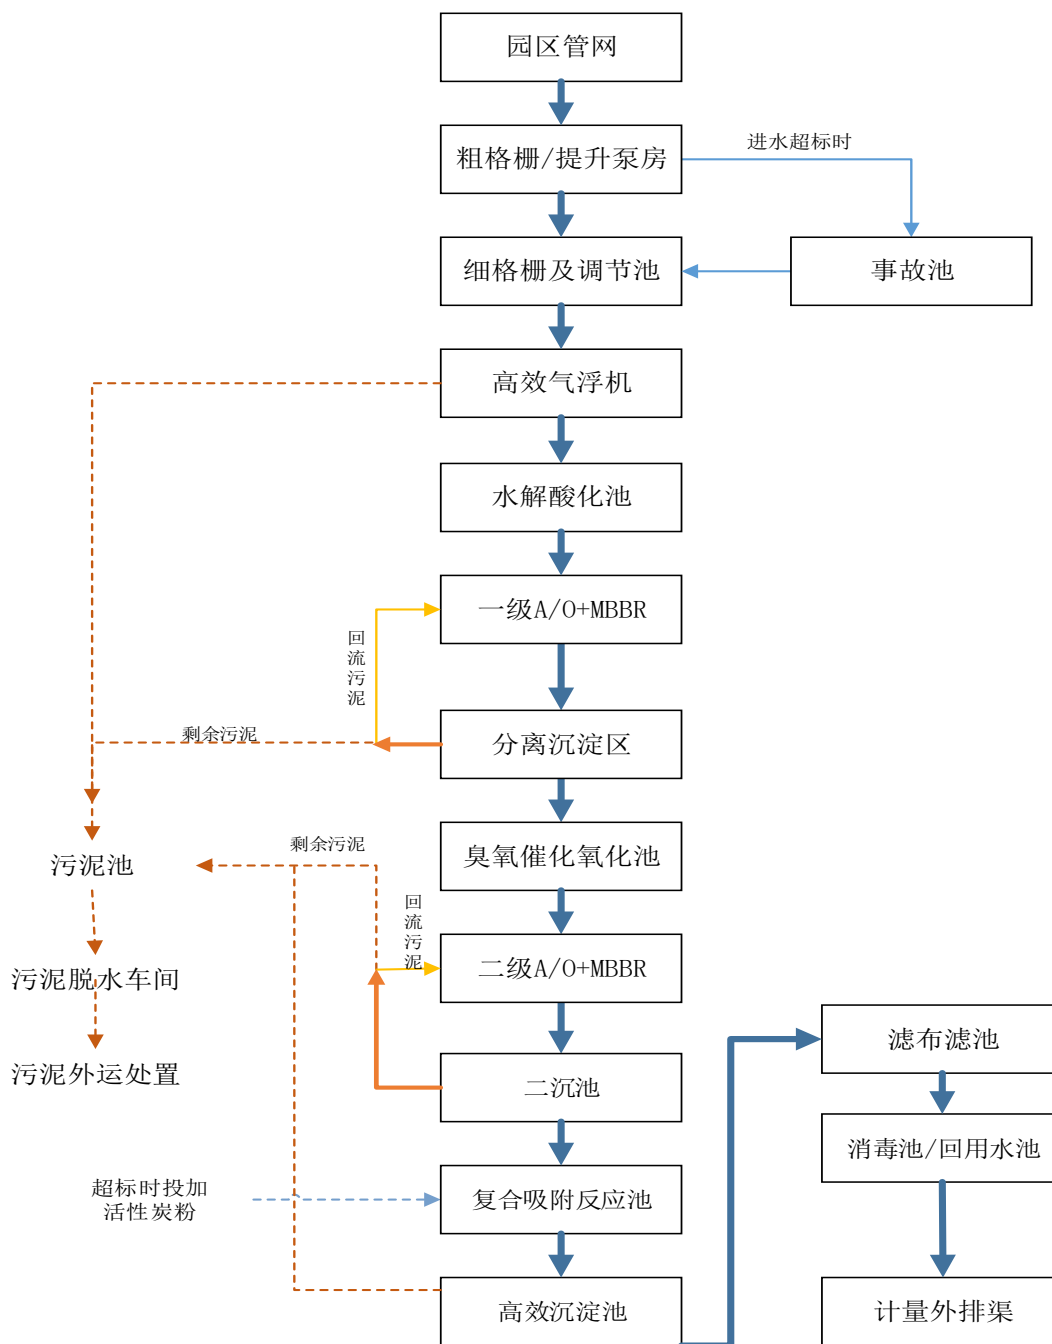 园区管网
粗格栅/提升泵房
进水超标时
细格栅及调节池
事故池
高效气浮机
水解酸化池
一级A/O+MBBR
回流污泥
剩余污泥
分离沉淀区
臭氧催化氧化池
剩余污泥
污泥池
回流污泥
二级A/O+MBBR
污泥脱水车间
滤布滤池
污泥外运处置
二沉池
消毒池/回用水池
超标时投加
活性炭粉
复合吸附反应池
高效沉淀池
计量外排渠